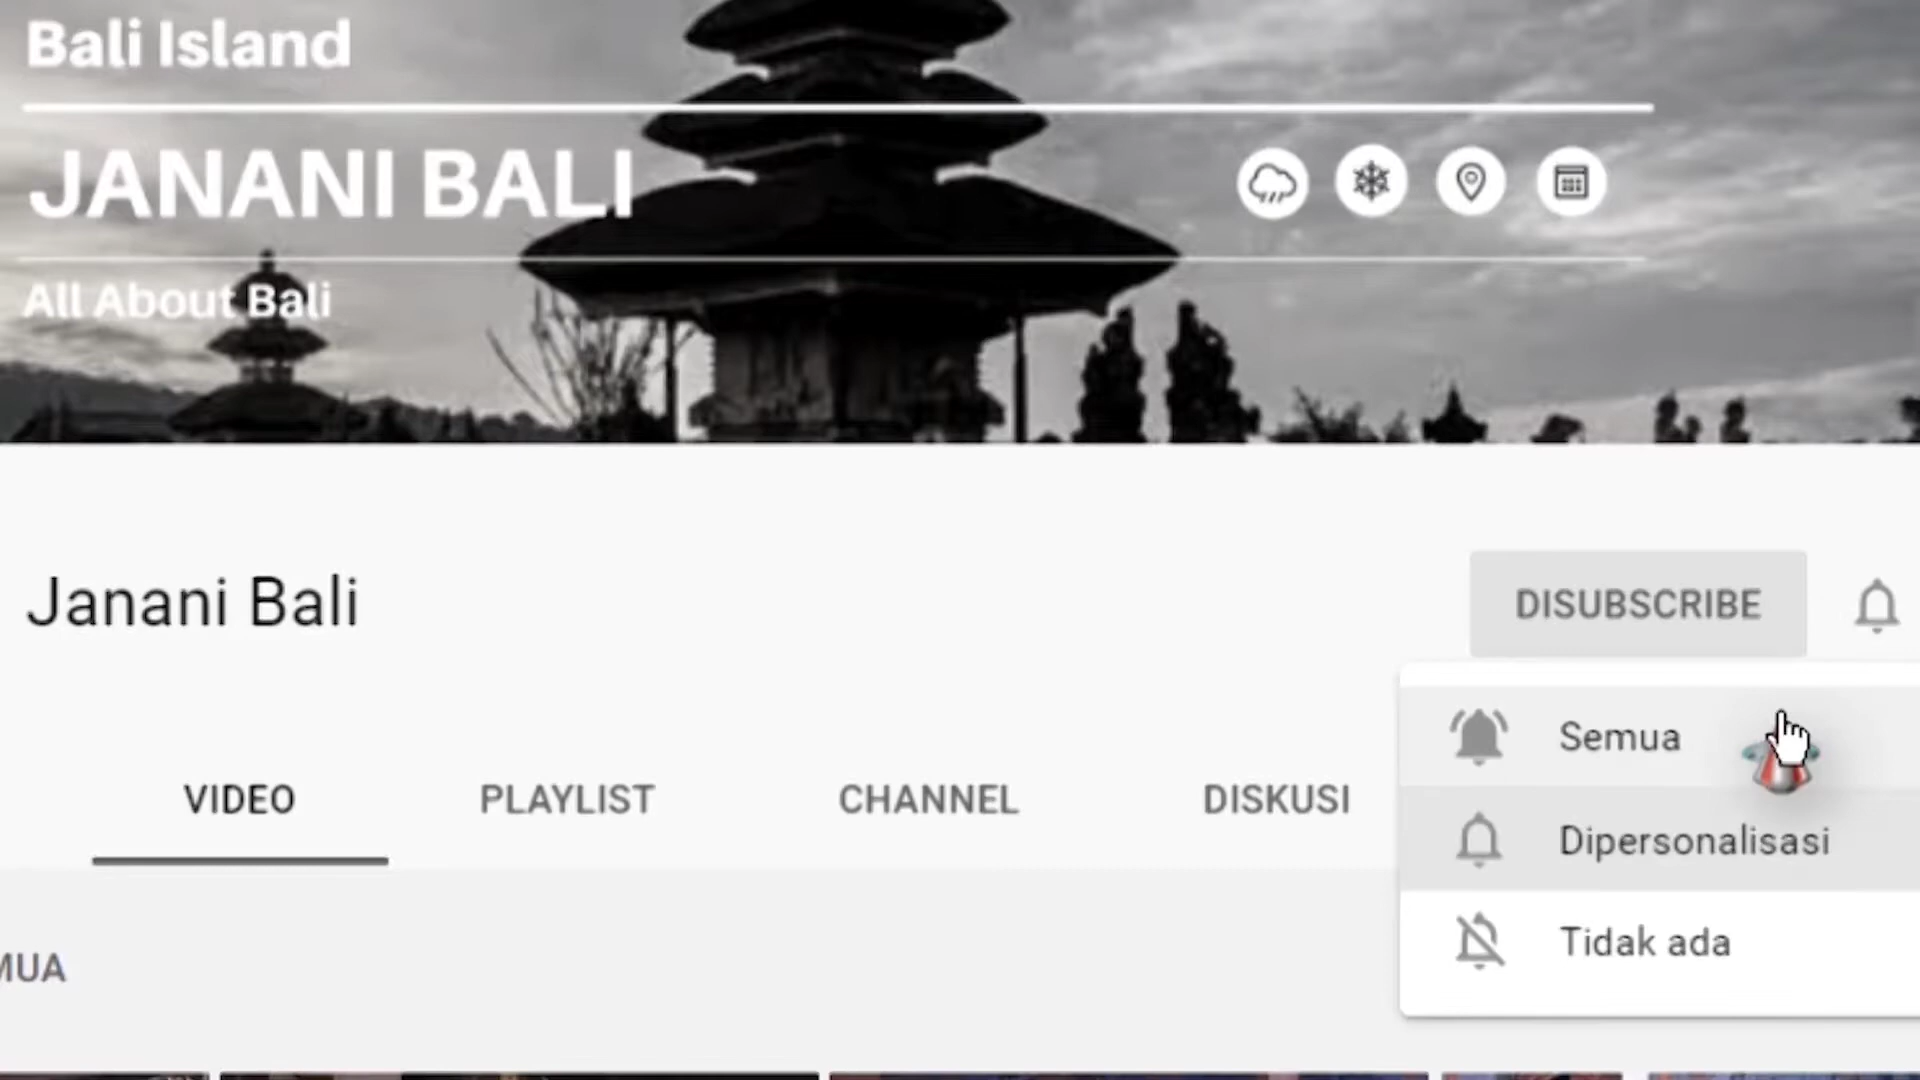 Bali Island
JANANI BALI
All About Bali
Janani Bali
DISUBSCRIBE
VIDEO
PLAYLIST
CHANNEL
DISKUSI
Semua
Dipersonalisasi
Tidak ada
MUA